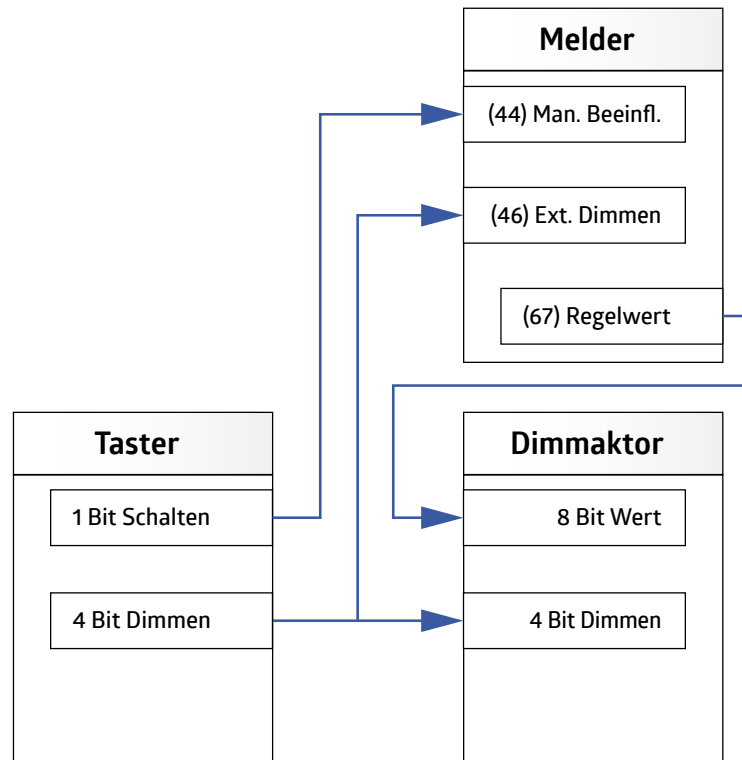 Melder
(44) Man. Beeinfl.
(46) Ext. Dimmen
(67) Regelwert
Taster
1 Bit Schalten
4 Bit Dimmen
Dimmaktor
8 Bit Wert
4 Bit Dimmen